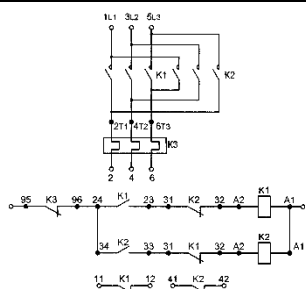 1L1 3L2 5L3
K1 K2
2T1 4T2 6T3
K3
2 4 6
K1
95 K3 96 24 K1 23 31 K2 32 A2 A1
K2
34 K2 33 31 K1 32 A2 A1
11 K1 12 41 K2 42